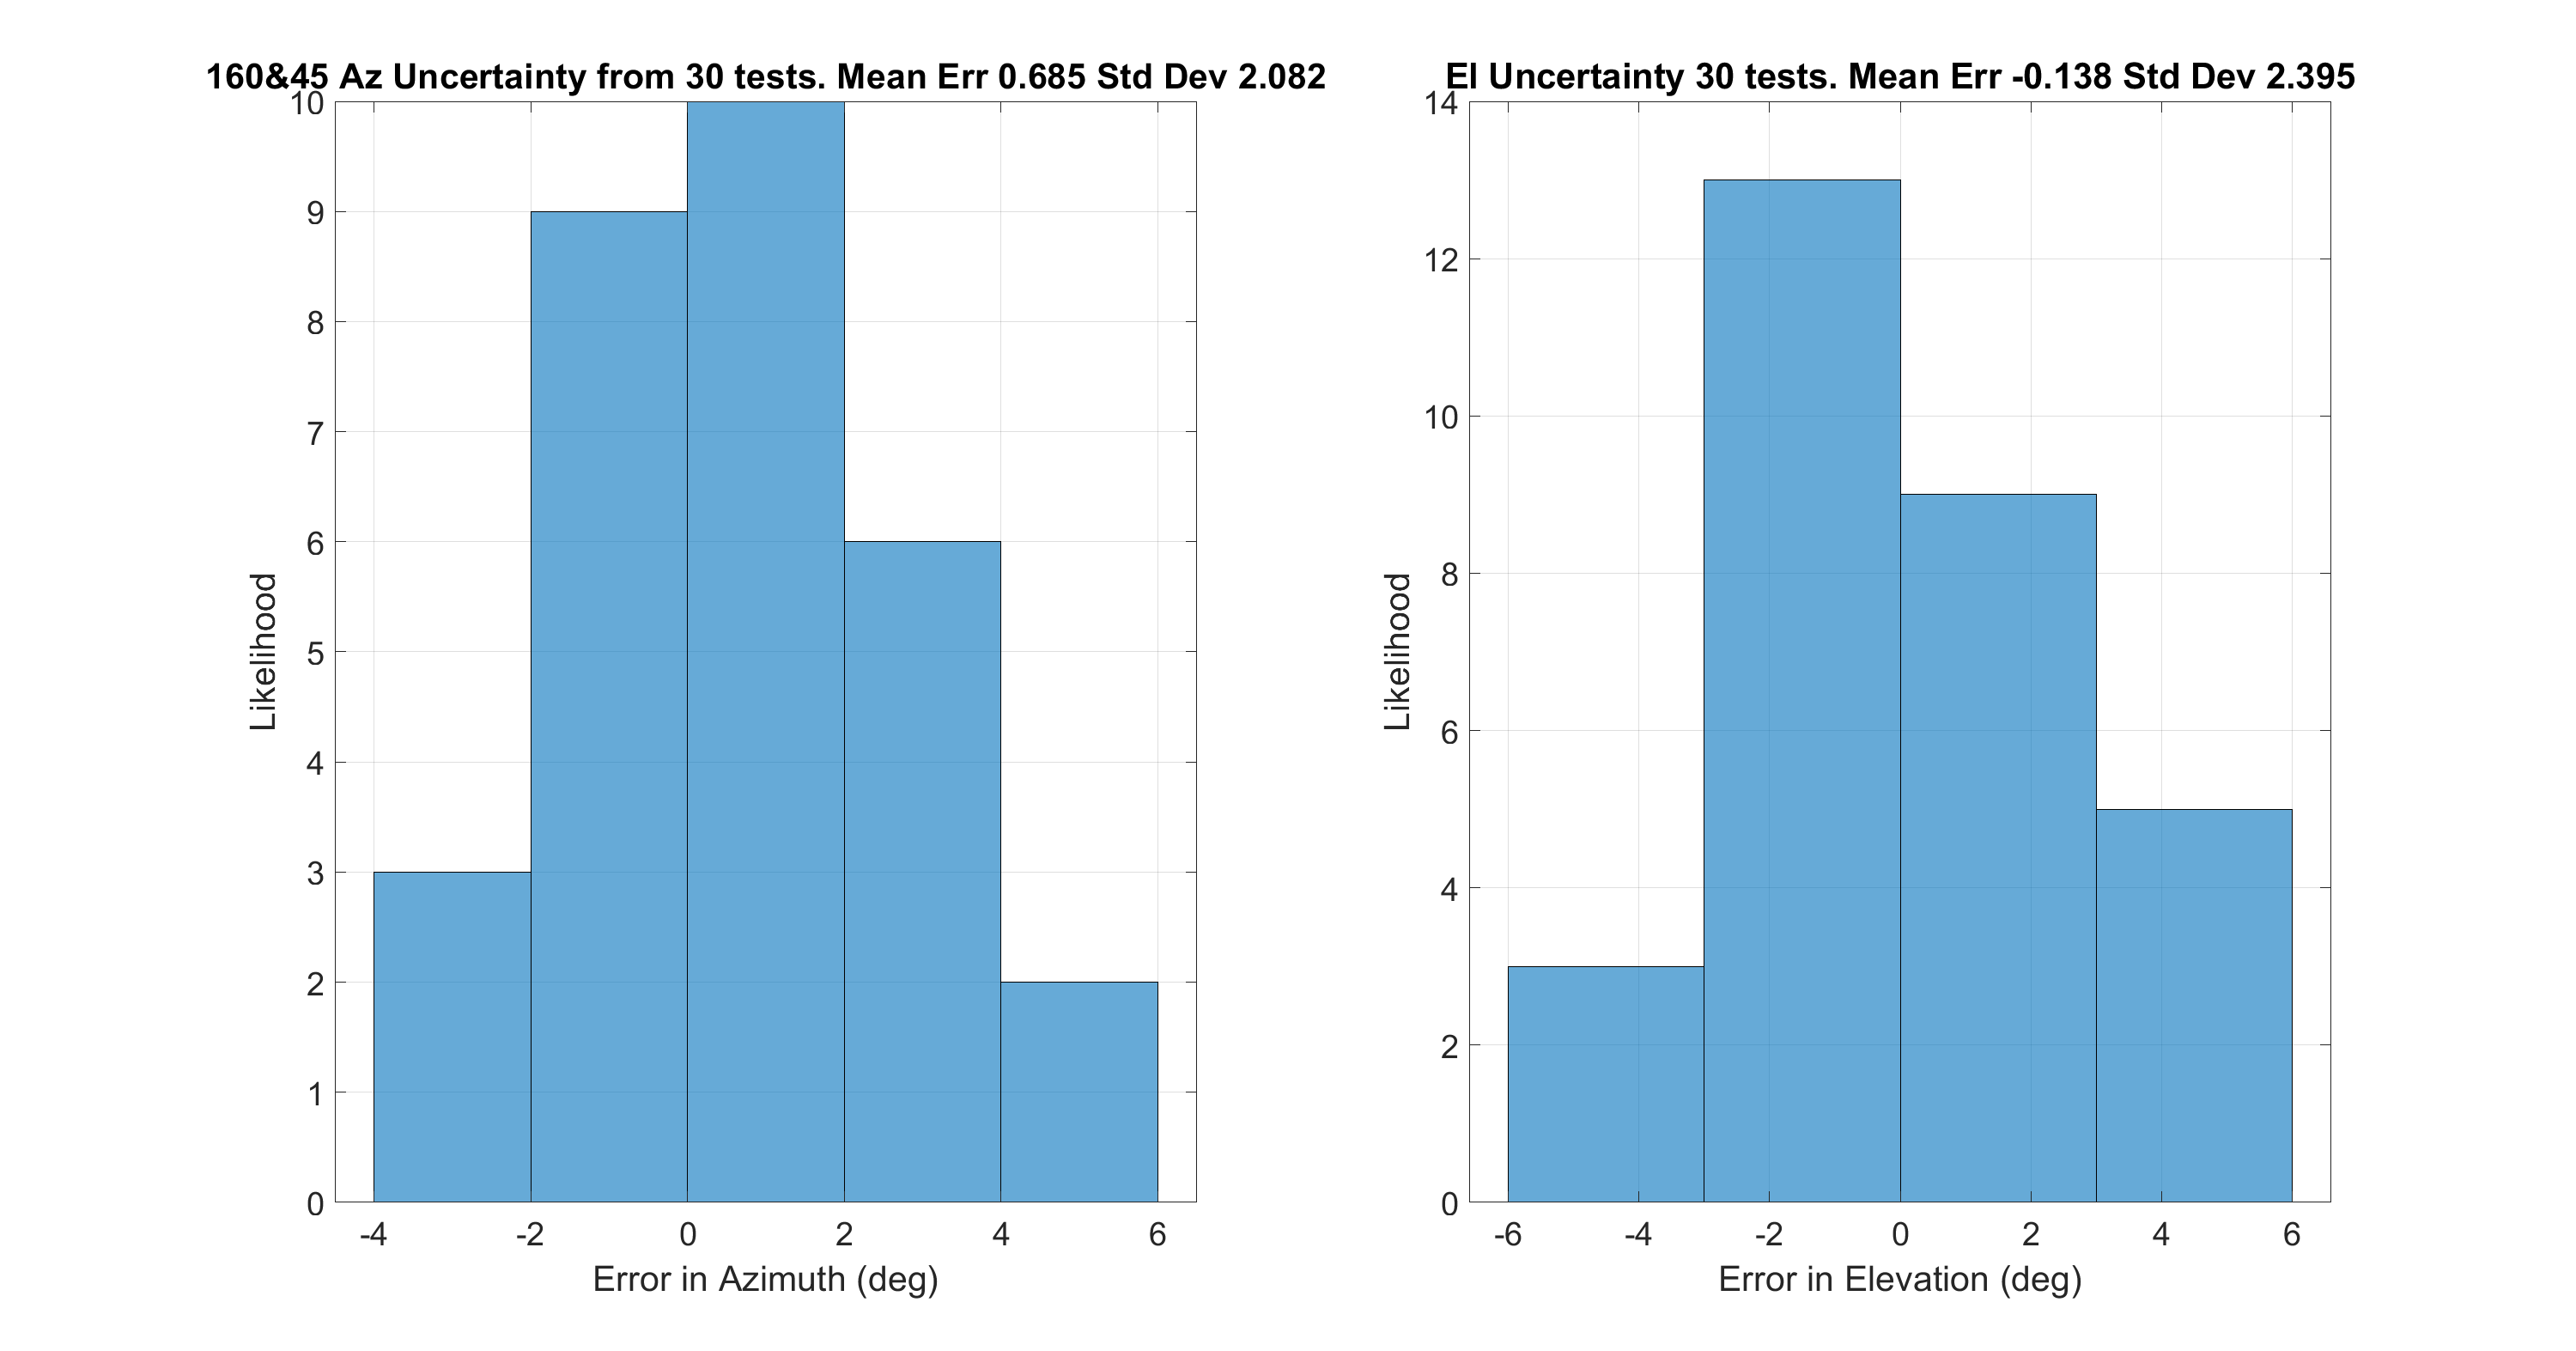 160&45 Az Uncertainty from 30 tests. Mean Err 0.685 Std Dev 2.082
10
9
8
7
6
5
4
3
2
1
0
Likelihood
-4 -2 0 2 4 6
Error in Azimuth (deg)
El Uncertainty 30 tests. Mean Err -0.138 Std Dev 2.395
14
12
10
8
6
4
2
0
Likelihood
-6 -4 -2 0 2 4 6
Error in Elevation (deg)